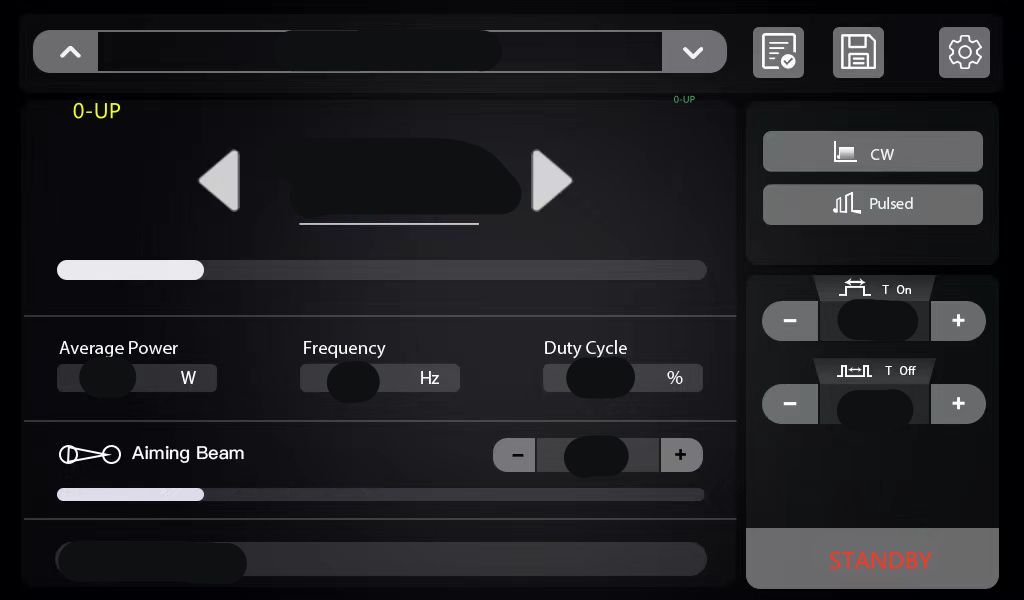 0-UP
0-UP
CW
Pulsed
T On
−
+
Average Power
Frequency
Duty Cycle
W
Hz
%
T Off
−
+
Aiming Beam
−
+
STANDBY